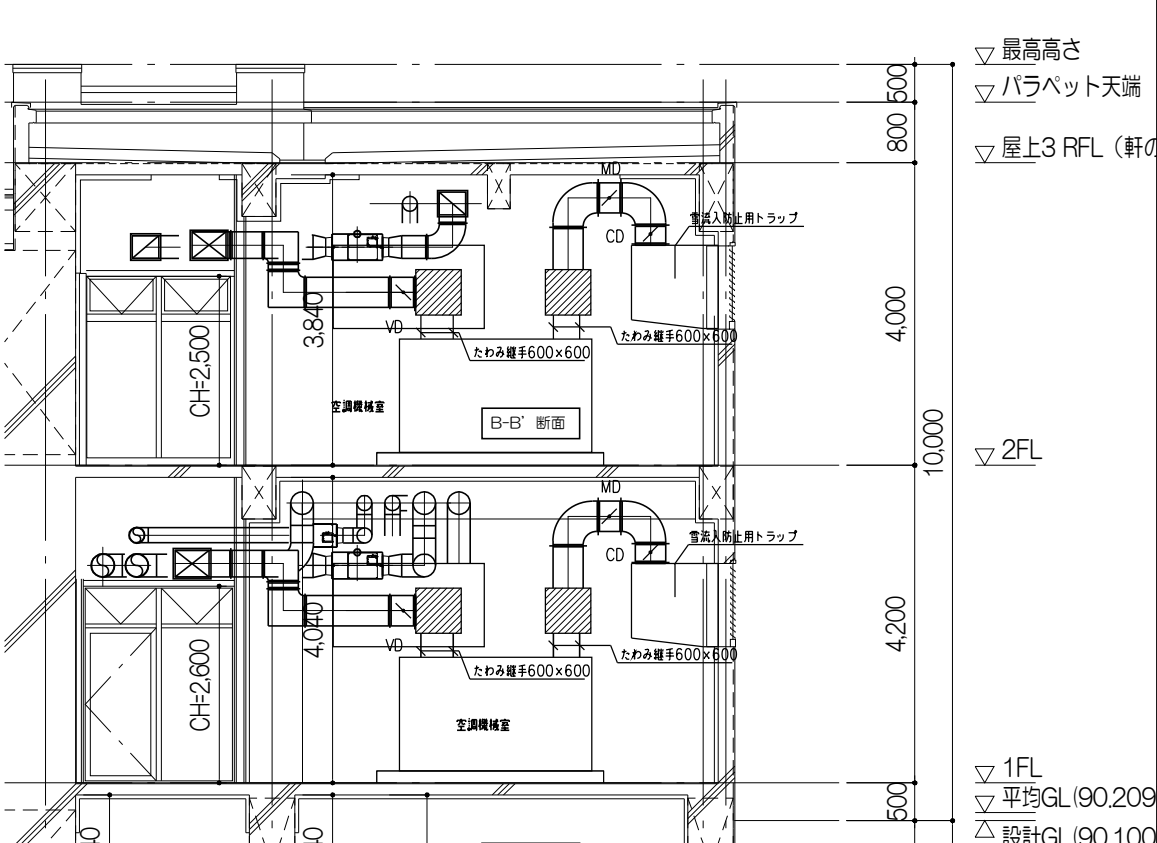 最高高さ
500
パラペット天端
800
屋上3 RFL（軒の
MD
雪流入防止用トラップ
CD
3,840
4,000
VD
たわみ継手600×600
たわみ継手600×600
CH=2,500
空調機械室
B-B' 断面
10,000
2FL
MD
雪流入防止用トラップ
CD
4,040
4,200
VD
たわみ継手600×600
たわみ継手600×600
CH=2,600
空調機械室
1FL
500
平均GL(90.209
設計GL(90.100